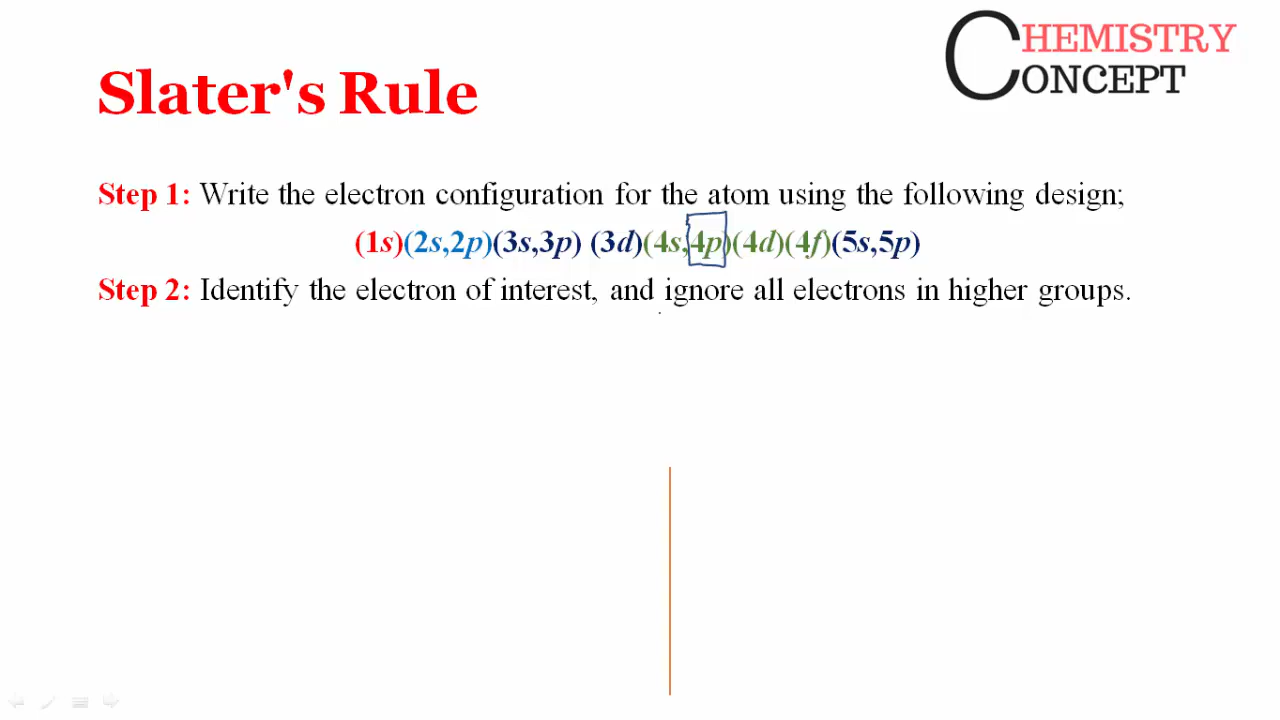 CHEMISTRY
CONCEPT
Slater's Rule
Step 1: Write the electron configuration for the atom using the following design;
(1s)(2s,2p)(3s,3p) (3d)(4s,4p)(4d)(4f)(5s,5p)
Step 2: Identify the electron of interest, and ignore all electrons in higher groups.